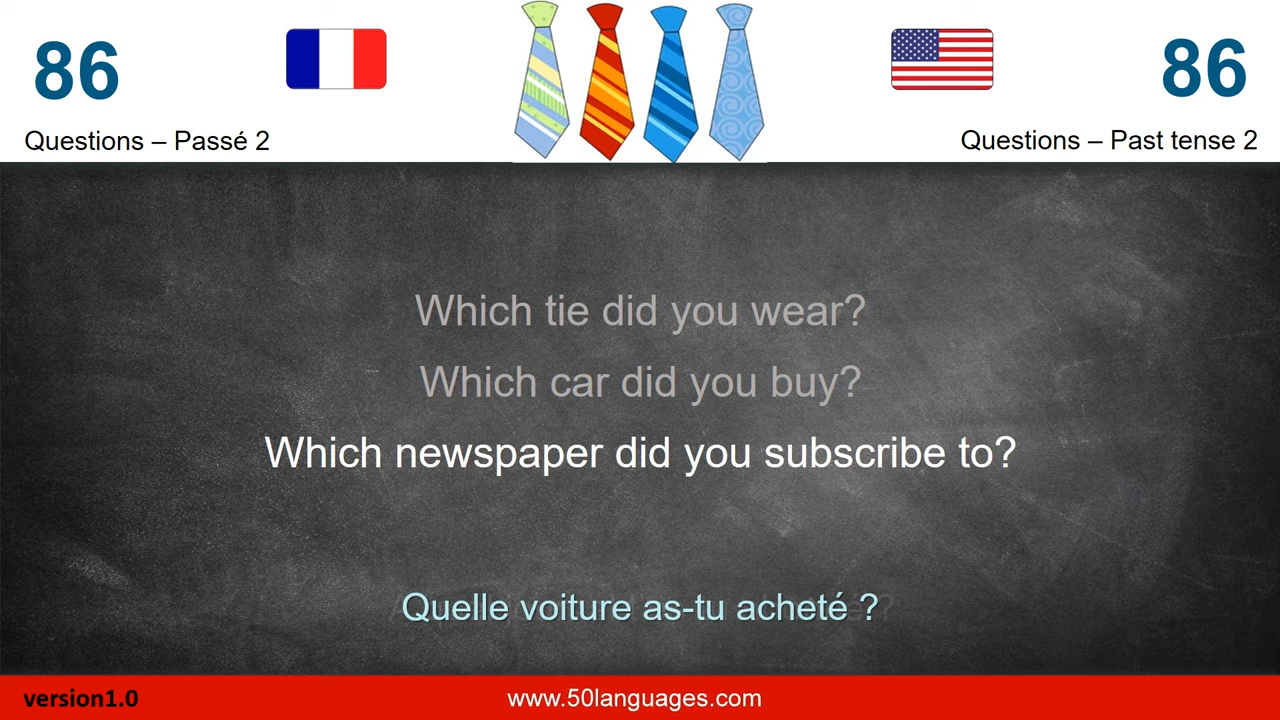 86
86
Questions – Passé 2
Questions – Past tense 2
Which tie did you wear?
Which car did you buy?
Which newspaper did you subscribe to?
Quelle voiture as-tu acheté ?
version1.0
www.50languages.com